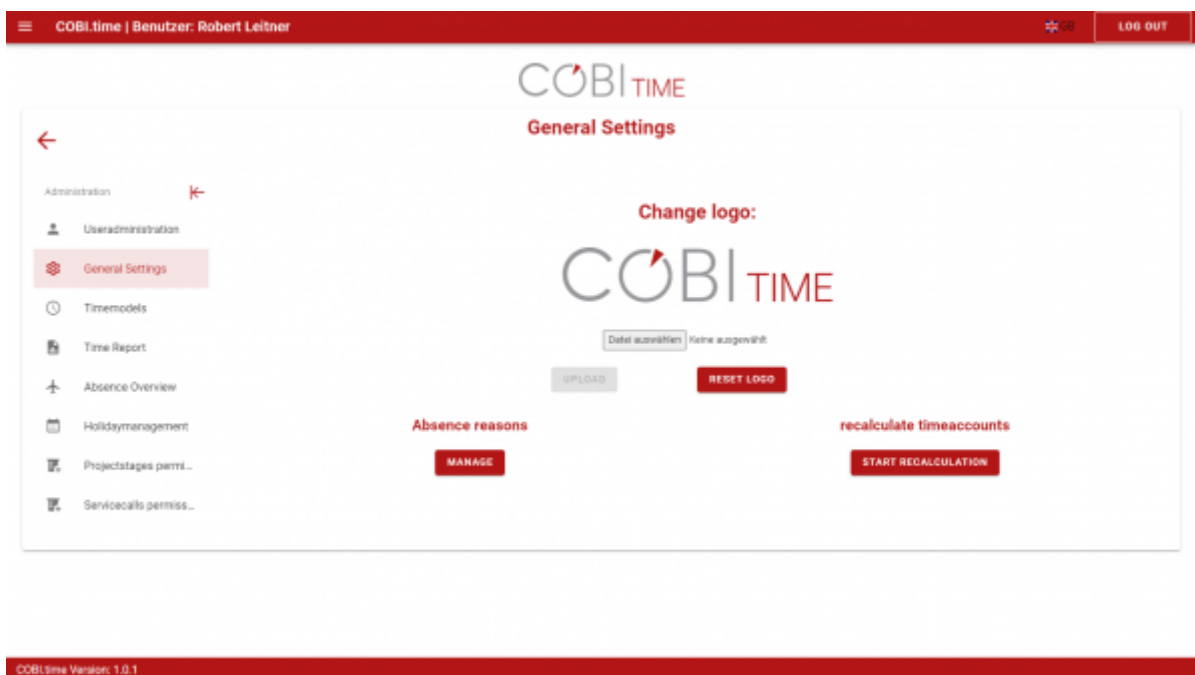 COBI.time | Benutzer: Robert Leitner
GB
LOG OUT
COBI TIME
General Settings
Administration
Useradministration
General Settings
Timemodels
Time Report
Absence Overview
Holidaymanagement
Projectstages permi...
Servicecalls permiss...
Change logo:
COBI TIME
Datei auswählen Keine ausgewählt
UPLOAD
RESET LOGO
Absence reasons
MANAGE
recalculate timeaccounts
START RECALCULATION
COBI.time Version: 1.0.1